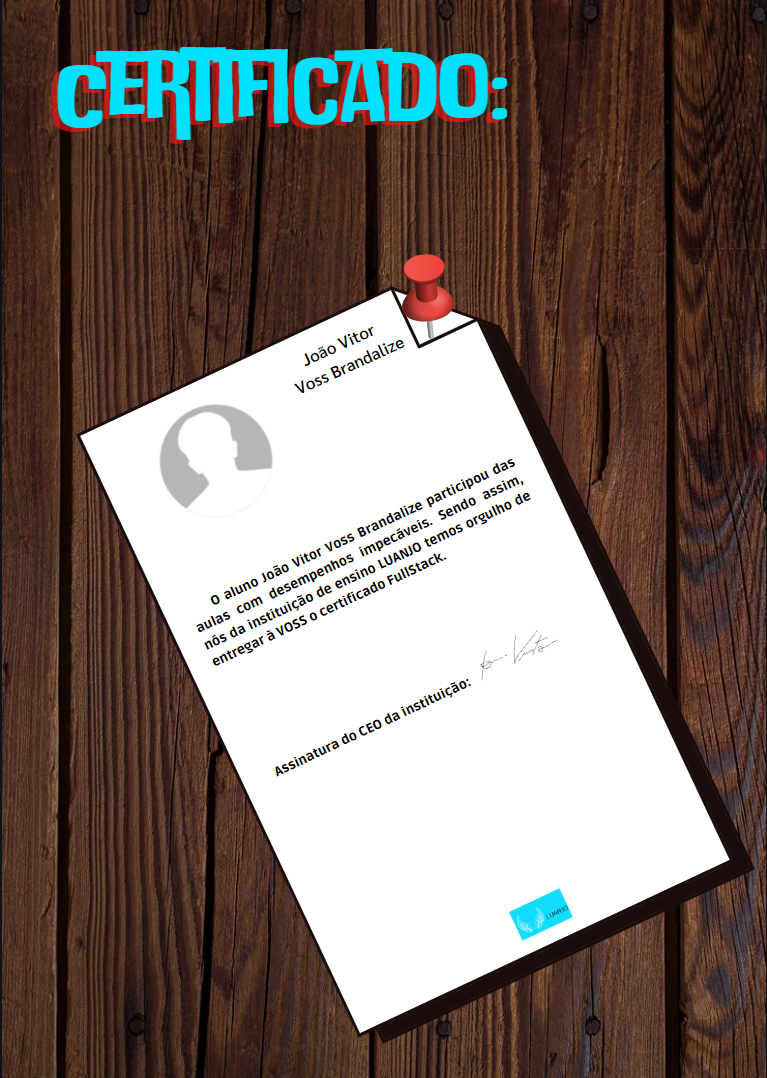 CERTIFICADO:
João Vitor
Voss Brandalize
O aluno João Vitor Voss Brandalize participou das
aulas com desempenhos impecáveis. Sendo assim,
nós da instituição de ensino LUANJO temos orgulho de
entregar à VOSS o certificado FullStack.
Assinatura do CEO da instituição:
LUANJO